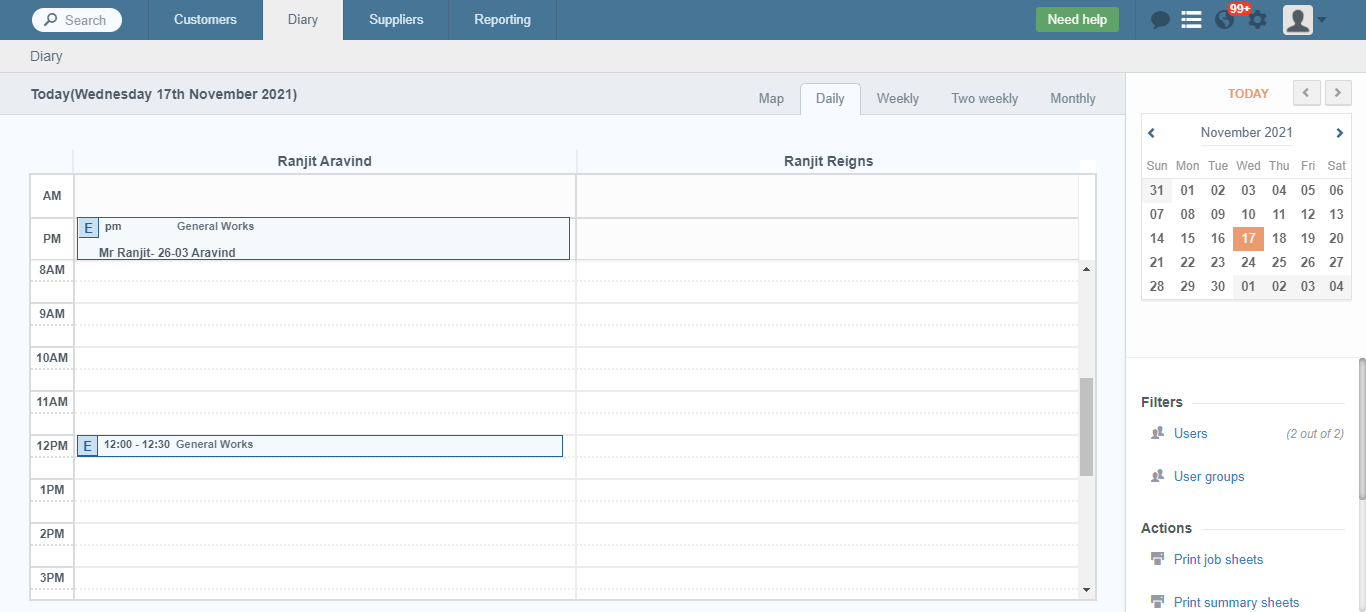 Search
Customers
Diary
Suppliers
Reporting
Need help
99+
Diary
Today(Wednesday 17th November 2021)
Map
Daily
Weekly
Two weekly
Monthly
Ranjit Aravind
Ranjit Reigns
AM
PM
E pm General Works
Mr Ranjit- 26-03 Aravind
8AM
9AM
10AM
11AM
12PM
E 12:00 - 12:30 General Works
1PM
2PM
3PM
TODAY
November 2021
Sun Mon Tue Wed Thu Fri Sat
31 01 02 03 04 05 06
07 08 09 10 11 12 13
14 15 16 17 18 19 20
21 22 23 24 25 26 27
28 29 30 01 02 03 04
Filters
Users (2 out of 2)
User groups
Actions
Print job sheets
Print summary sheets